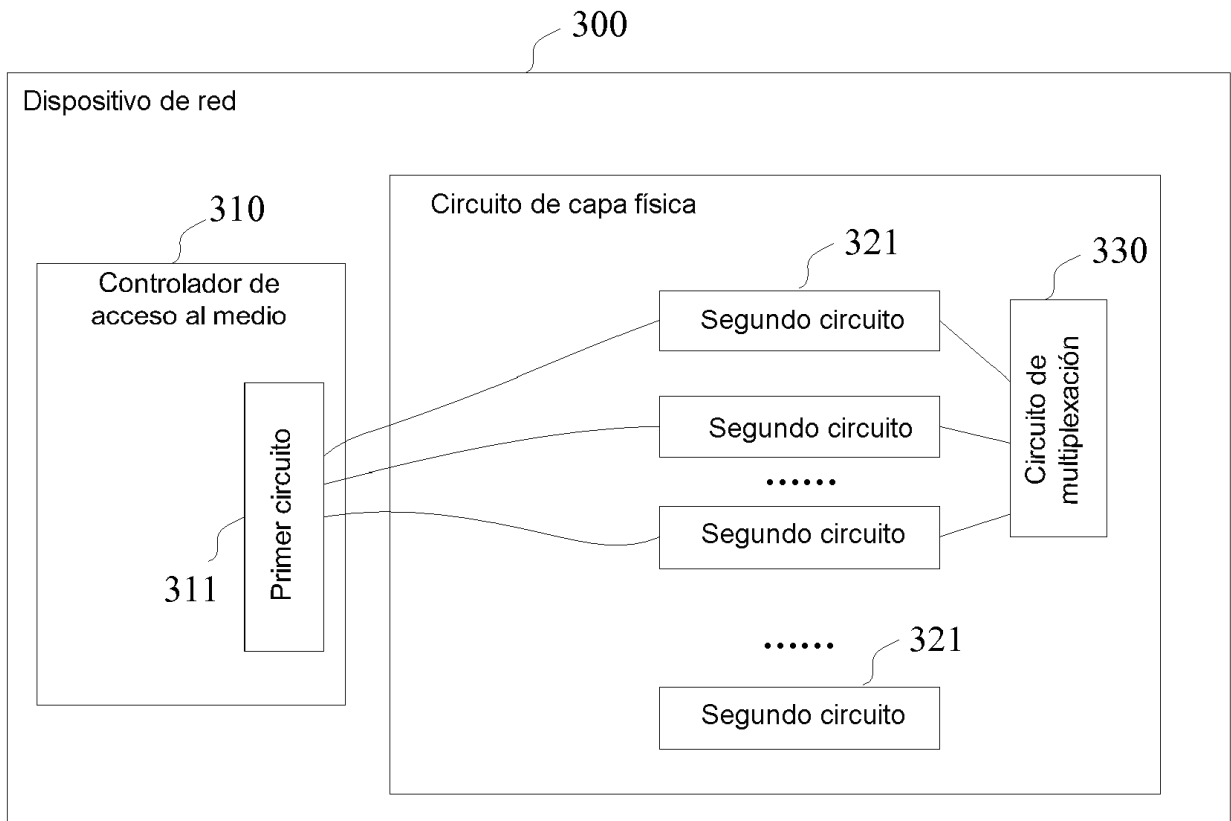 300
Dispositivo de red
310
Controlador de
acceso al medio
Primer circuito
311
Circuito de capa física
321
Segundo circuito
Segundo circuito
......
Segundo circuito
......
321
Segundo circuito
330
Circuito de
multiplexación